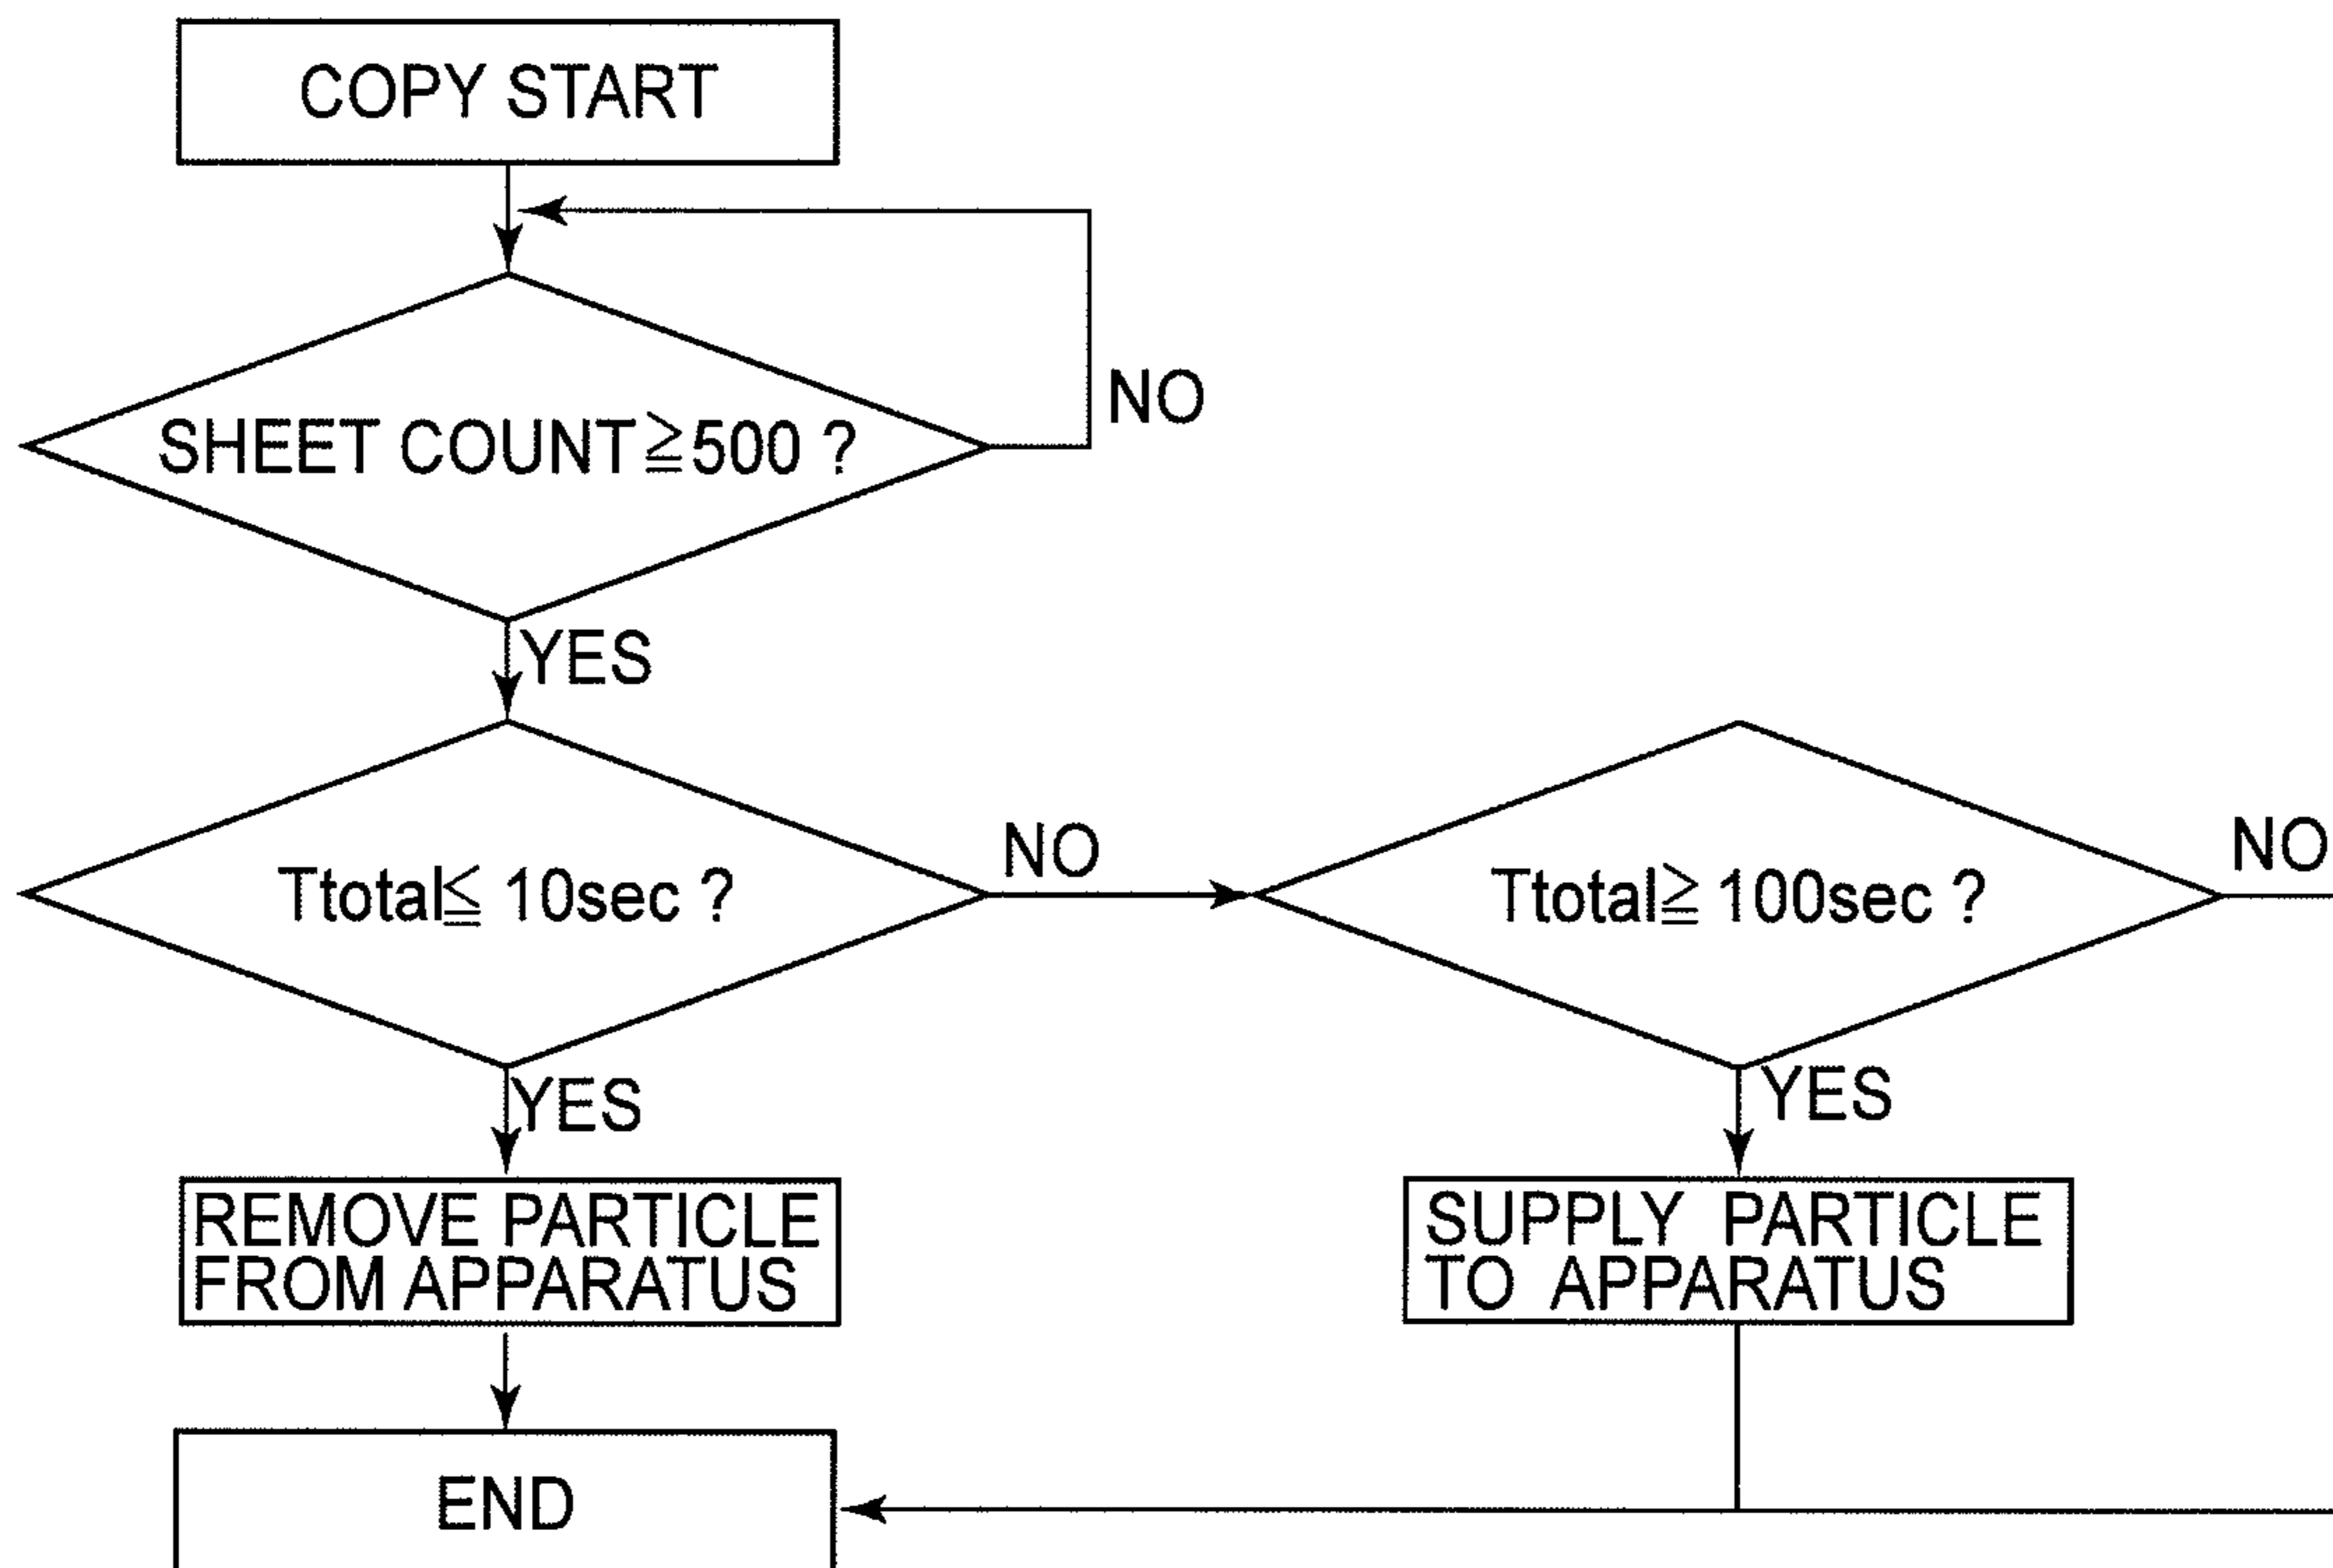 COPY START
NO
SHEET COUNT≧500 ?
YES
Ttotal≦ 10sec ?
NO
Ttotal≧ 100sec ?
NO
YES
YES
REMOVE PARTICLE
FROM APPARATUS
SUPPLY PARTICLE
TO APPARATUS
END